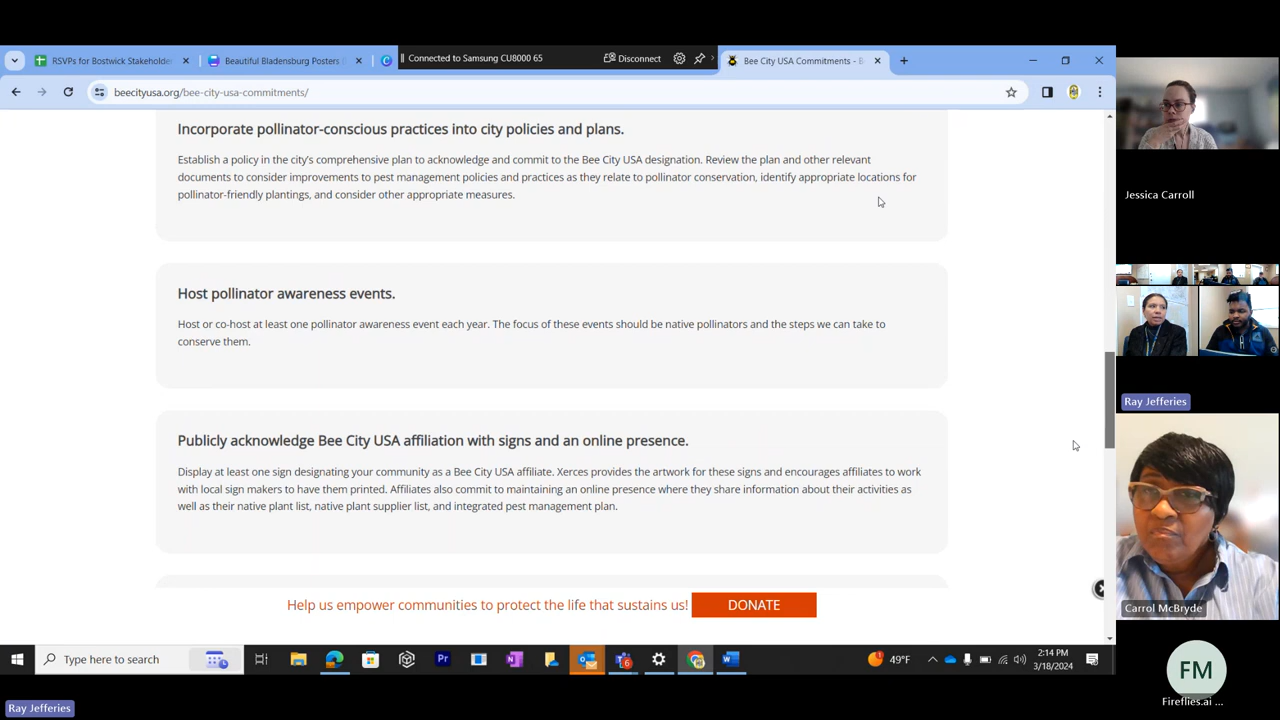 RSVPs for Bostwick Stakeholde
Beautiful Bladensburg Posters
Connected to Samsung CU8000 65
Disconnect
Bee City USA Commitments - B
beecityusa.org/bee-city-usa-commitments/
Incorporate pollinator-conscious practices into city policies and plans.
Establish a policy in the city's comprehensive plan to acknowledge and commit to the Bee City USA designation. Review the plan and other relevant
documents to consider improvements to pest management policies and practices as they relate to pollinator conservation, identify appropriate locations for
pollinator-friendly plantings, and consider other appropriate measures.
Host pollinator awareness events.
Host or co-host at least one pollinator awareness event each year. The focus of these events should be native pollinators and the steps we can take to
conserve them.
Publicly acknowledge Bee City USA affiliation with signs and an online presence.
Display at least one sign designating your community as a Bee City USA affiliate. Xerces provides the artwork for these signs and encourages affiliates to work
with local sign makers to have them printed. Affiliates also commit to maintaining an online presence where they share information about their activities as
well as their native plant list, native plant supplier list, and integrated pest management plan.
Help us empower communities to protect the life that sustains us!
DONATE
Type here to search
Pr
49°F
2:14 PM
3/18/2024
Jessica Carroll
Ray Jefferies
Carrol McBryde
FM
Fireflies.ai ...
Ray Jefferies